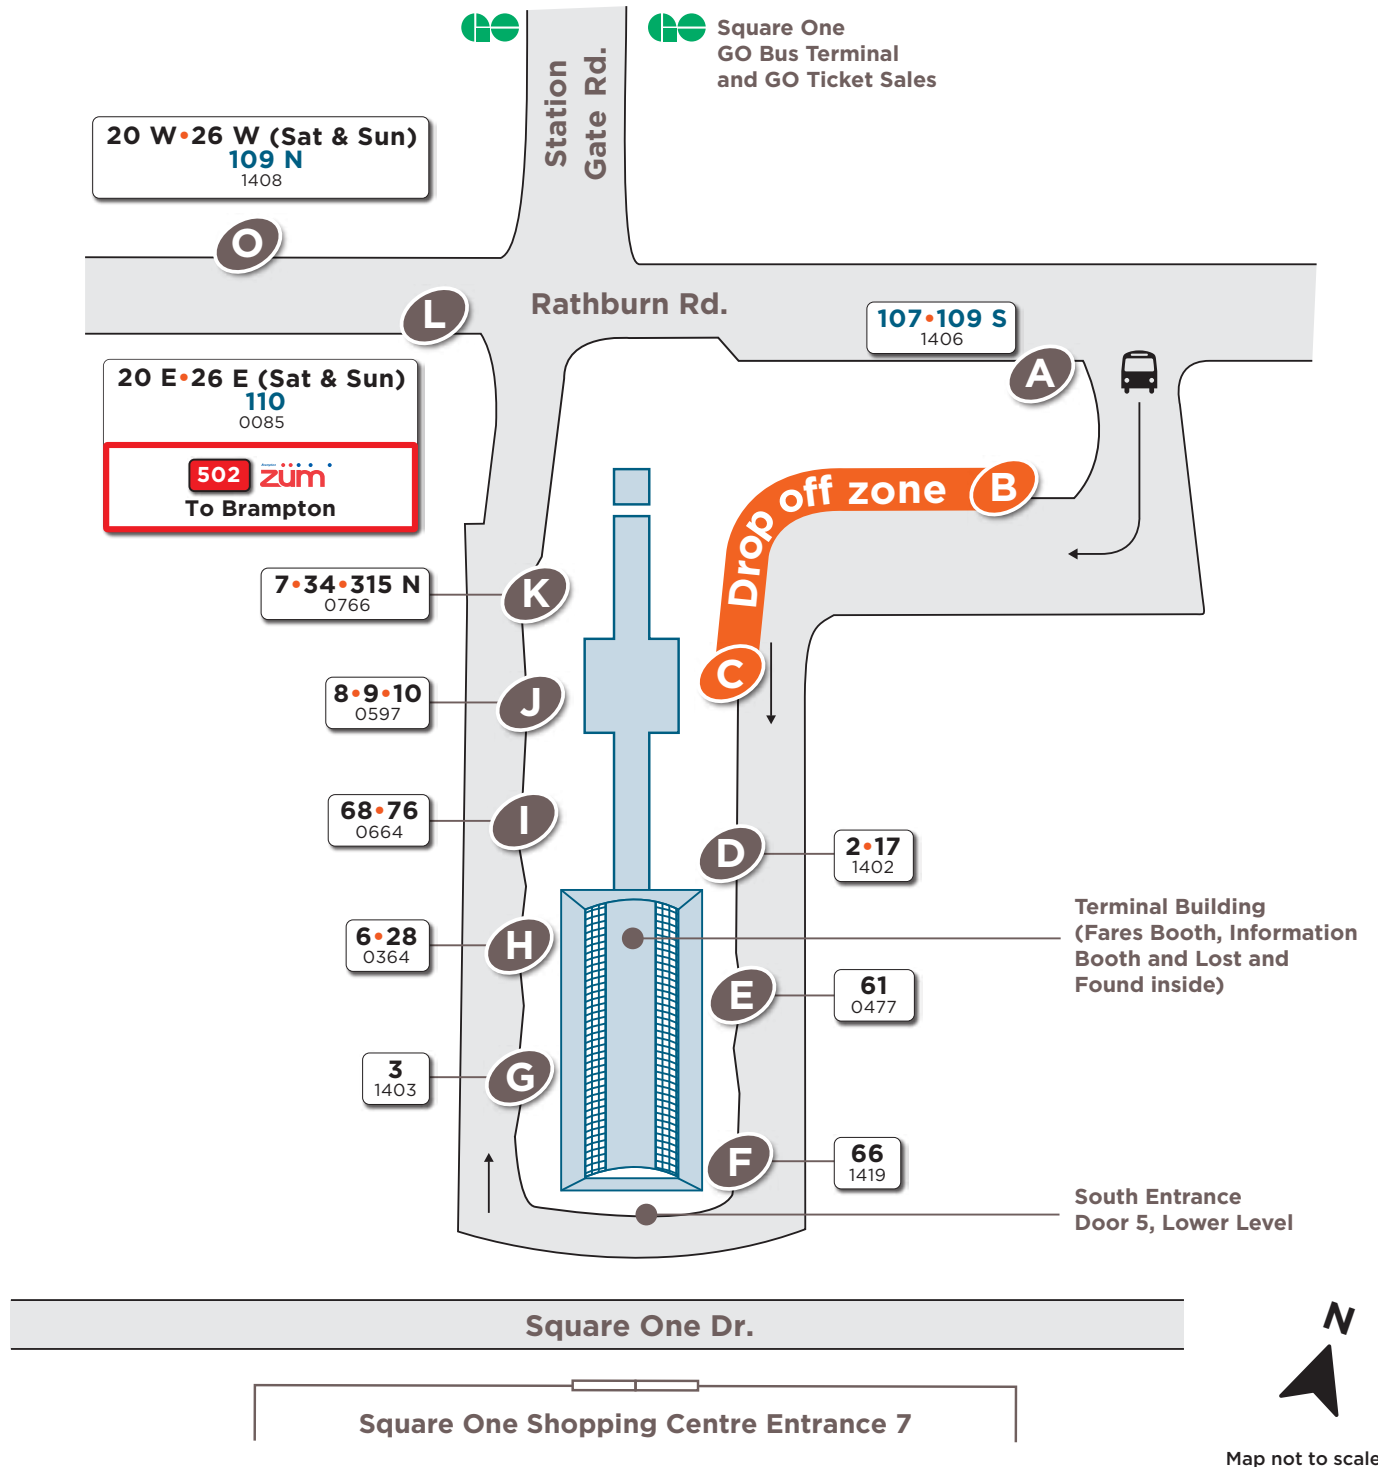 GO
GO
Square One
GO Bus Terminal
and GO Ticket Sales
Station
Gate Rd.
20 W•26 W (Sat & Sun)
109 N
1408
O
L
Rathburn Rd.
107•109 S
1406
A
20 E•26 E (Sat & Sun)
110
0085
502 züm
To Brampton
Drop off zone
B
C
7•34•315 N
0766
K
8•9•10
0597
J
68•76
0664
I
D
2•17
1402
6•28
0364
H
Terminal Building
(Fares Booth, Information
Booth and Lost and
Found inside)
E
61
0477
3
1403
G
F
66
1419
South Entrance
Door 5, Lower Level
Square One Dr.
N
Square One Shopping Centre Entrance 7
Map not to scale